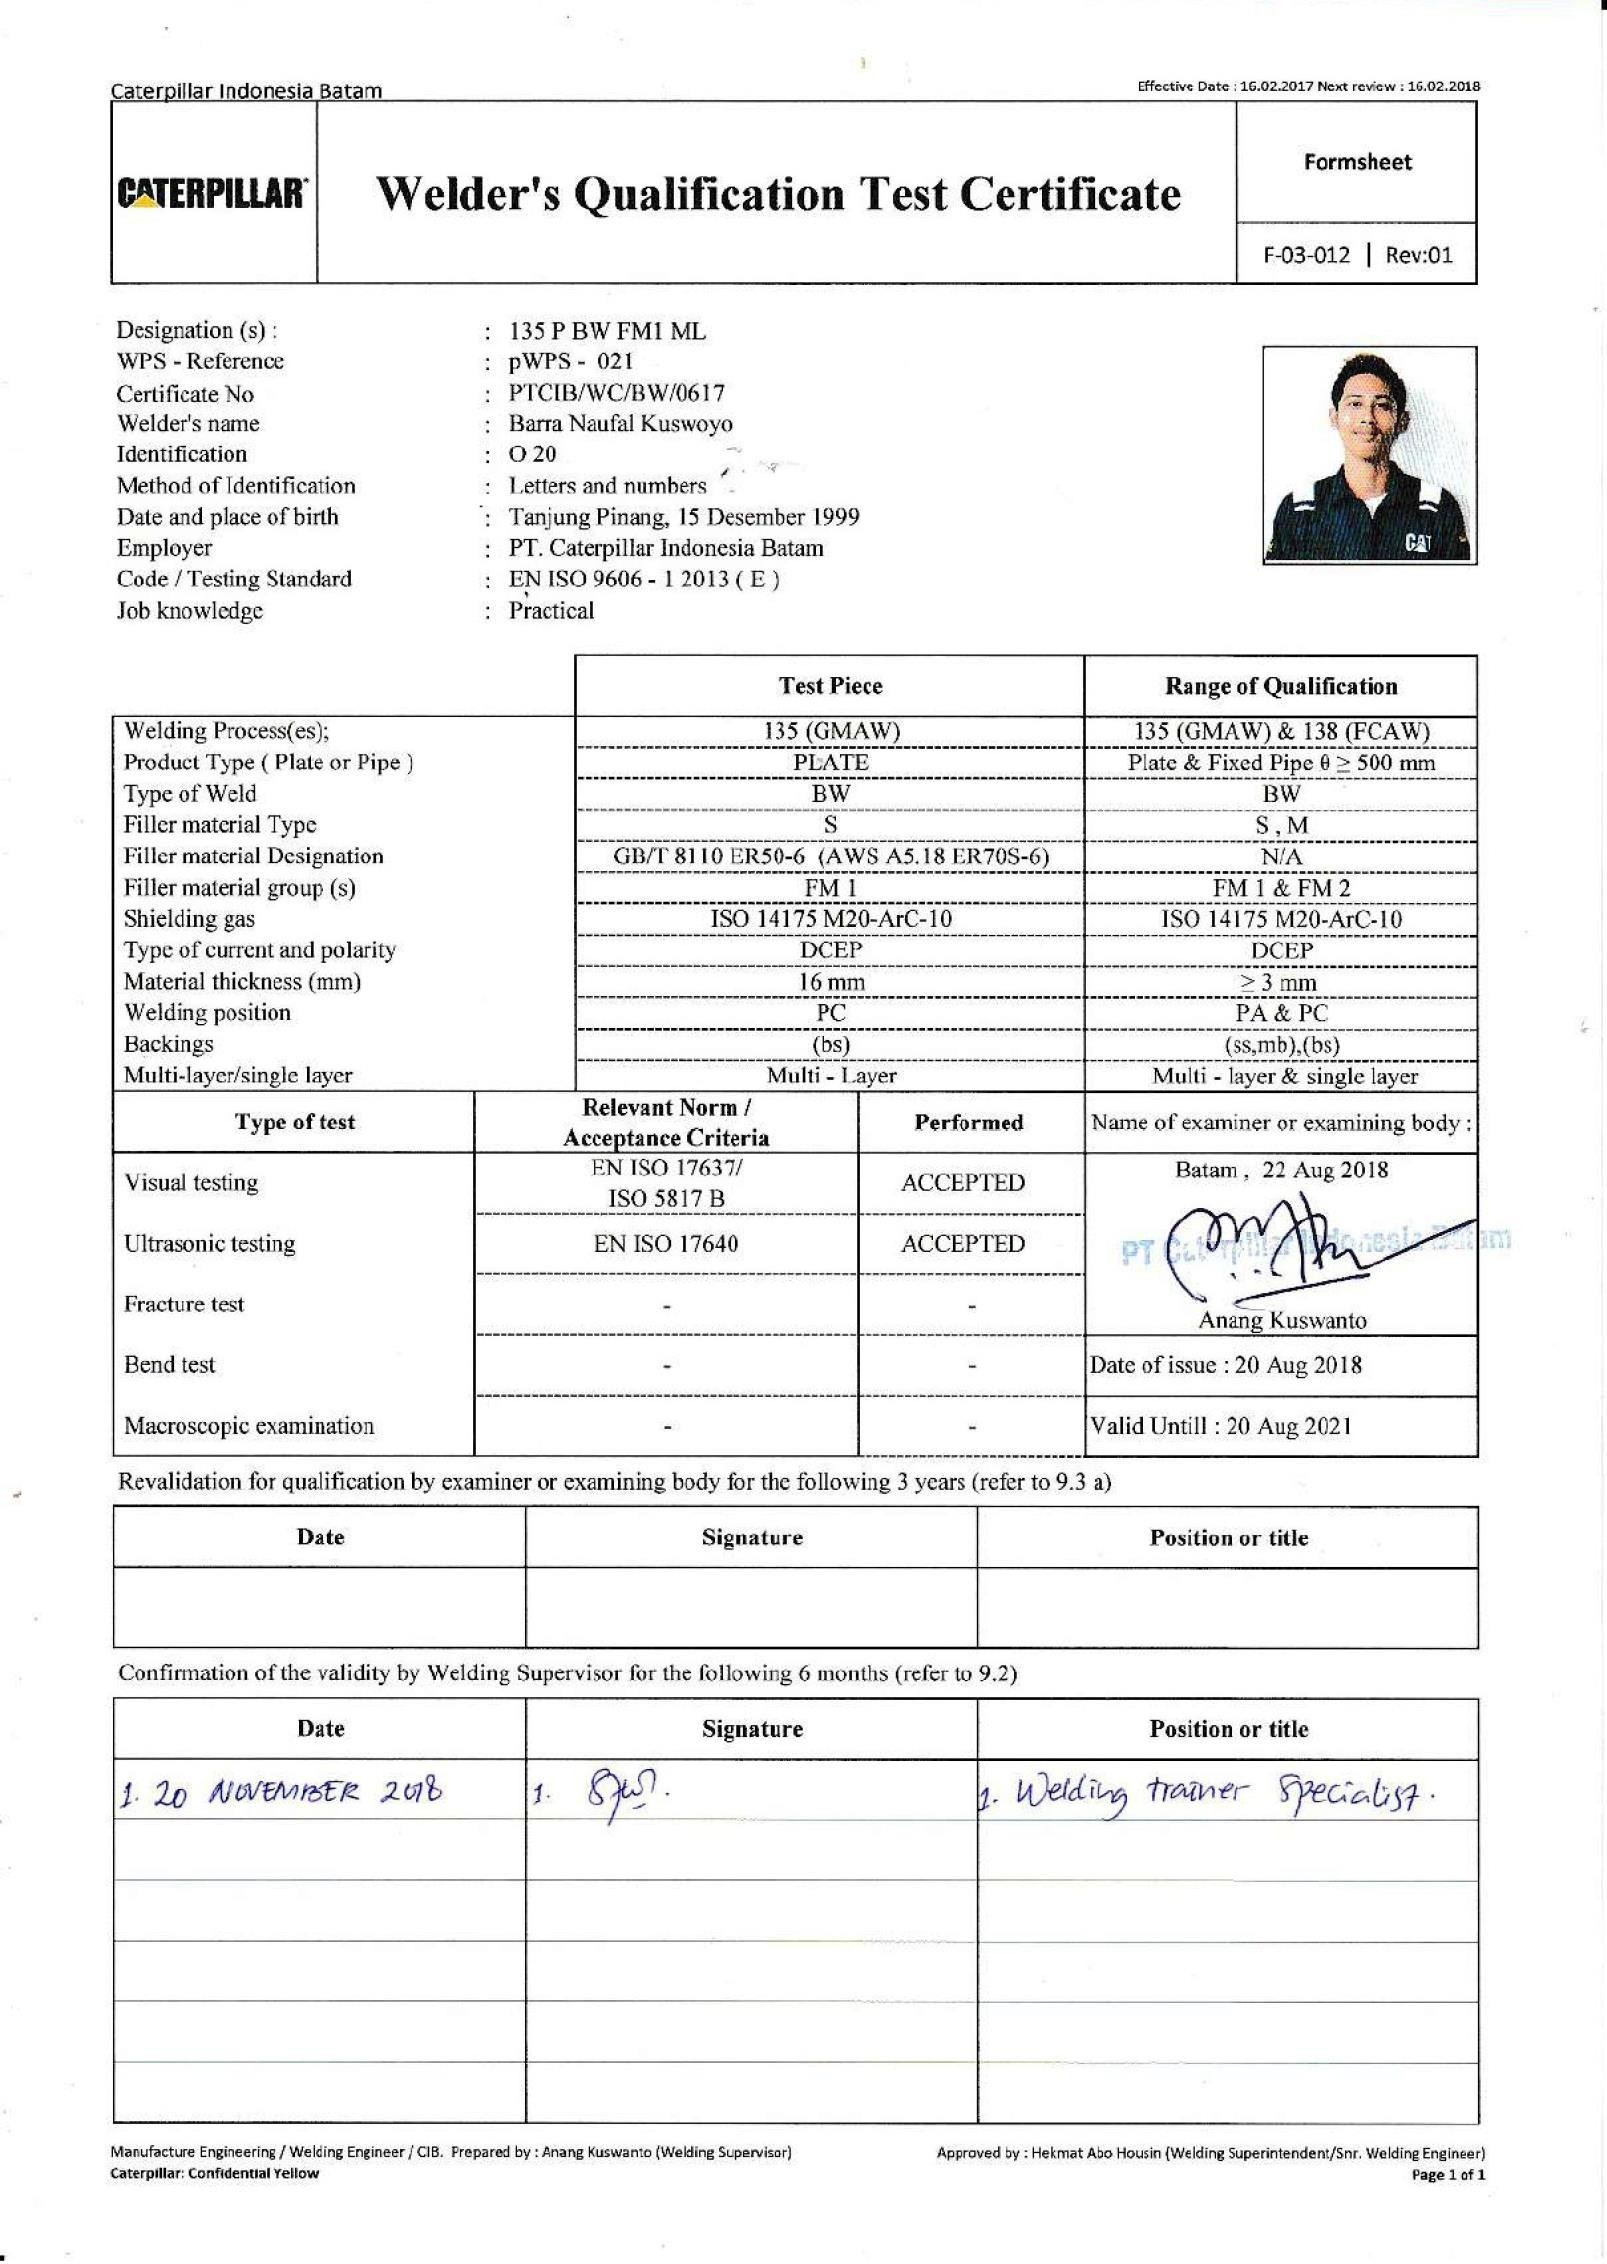 Caterpillar Indonesia Batam
Effective Date : 16.02.2017 Next review : 16.02.2018
CATERPILLAR
Welder's Qualification Test Certificate
Formsheet
F-03-012 | Rev:01
Designation (s) : : 135 P BW FM1 ML
WPS - Reference : pWPS - 021
Certificate No : PTCIB/WC/BW/0617
Welder's name : Barra Naufal Kuswoyo
Identification : O 20
Method of Identification : Letters and numbers
Date and place of birth : Tanjung Pinang, 15 Desember 1999
Employer : PT. Caterpillar Indonesia Batam
Code / Testing Standard : EN ISO 9606 - 1 2013 ( E )
Job knowledge : Practical
CAT
Test Piece Range of Qualification
Welding Process(es); 135 (GMAW) 135 (GMAW) & 138 (FCAW)
Product Type ( Plate or Pipe ) PLATE Plate & Fixed Pipe θ ≥ 500 mm
Type of Weld BW BW
Filler material Type S S , M
Filler material Designation GB/T 8110 ER50-6 (AWS A5.18 ER70S-6) N/A
Filler material group (s) FM 1 FM 1 & FM 2
Shielding gas ISO 14175 M20-ArC-10 ISO 14175 M20-ArC-10
Type of current and polarity DCEP DCEP
Material thickness (mm) 16 mm ≥ 3 mm
Welding position PC PA & PC
Backings (bs) (ss,mb),(bs)
Multi-layer/single layer Multi - Layer Multi - layer & single layer
Type of test Relevant Norm / Acceptance Criteria Performed Name of examiner or examining body :
Visual testing EN ISO 17637/ ISO 5817 B ACCEPTED Batam , 22 Aug 2018
Ultrasonic testing EN ISO 17640 ACCEPTED PT Caterpillar Indonesia Batam
Fracture test - - Anang Kuswanto
Bend test - - Date of issue : 20 Aug 2018
Macroscopic examination - - Valid Untill : 20 Aug 2021
Revalidation for qualification by examiner or examining body for the following 3 years (refer to 9.3 a)
Date Signature Position or title
Confirmation of the validity by Welding Supervisor for the following 6 months (refer to 9.2)
Date Signature Position or title
1. 20 NOVEMBER 2018 1. 1. Welding trainer Specialist.
Manufacture Engineering / Welding Engineer / CIB. Prepared by : Anang Kuswanto (Welding Supervisor)
Approved by : Hekmat Abo Housin (Welding Superintendent/Snr. Welding Engineer)
Caterpillar: Confidential Yellow
Page 1 of 1